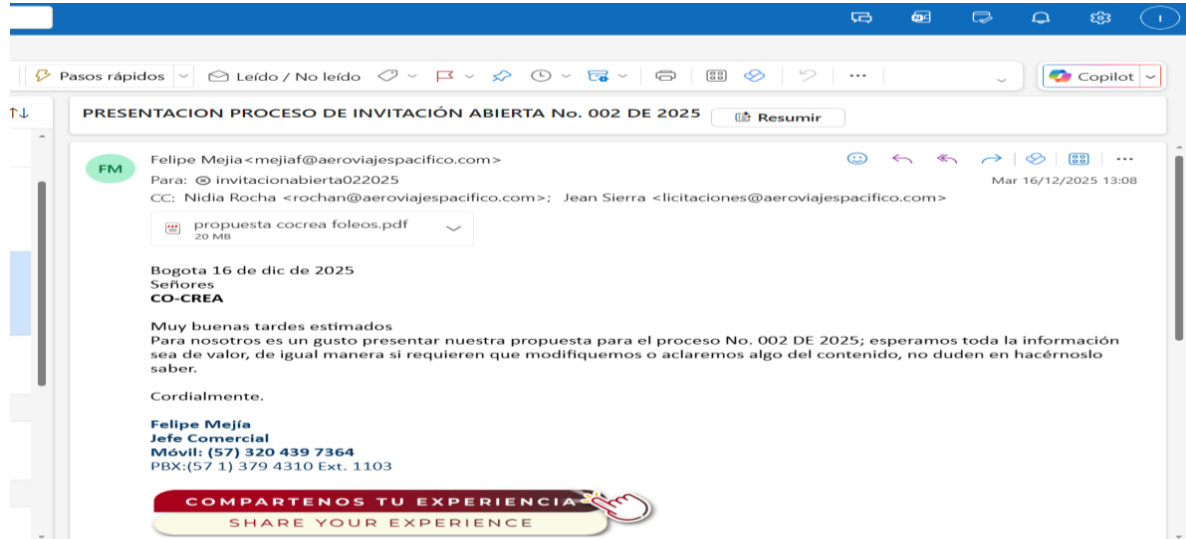 Pasos rápidos
Leído / No leído
Copilot
PRESENTACION PROCESO DE INVITACIÓN ABIERTA No. 002 DE 2025
Resumir
FM
Felipe Mejia<mejiaf@aeroviajespacifico.com>
Para: invitacionabierta022025
Mar 16/12/2025 13:08
CC: Nidia Rocha <rochan@aeroviajespacifico.com>; Jean Sierra <licitaciones@aeroviajespacifico.com>
propuesta cocrea foleos.pdf
20 MB
Bogota 16 de dic de 2025
Señores
CO-CREA
Muy buenas tardes estimados
Para nosotros es un gusto presentar nuestra propuesta para el proceso No. 002 DE 2025; esperamos toda la información
sea de valor, de igual manera si requieren que modifiquemos o aclaremos algo del contenido, no duden en hacérnoslo
saber.
Cordialmente.
Felipe Mejía
Jefe Comercial
Móvil: (57) 320 439 7364
PBX:(57 1) 379 4310 Ext. 1103
COMPARTENOS TU EXPERIENCIA
SHARE YOUR EXPERIENCE